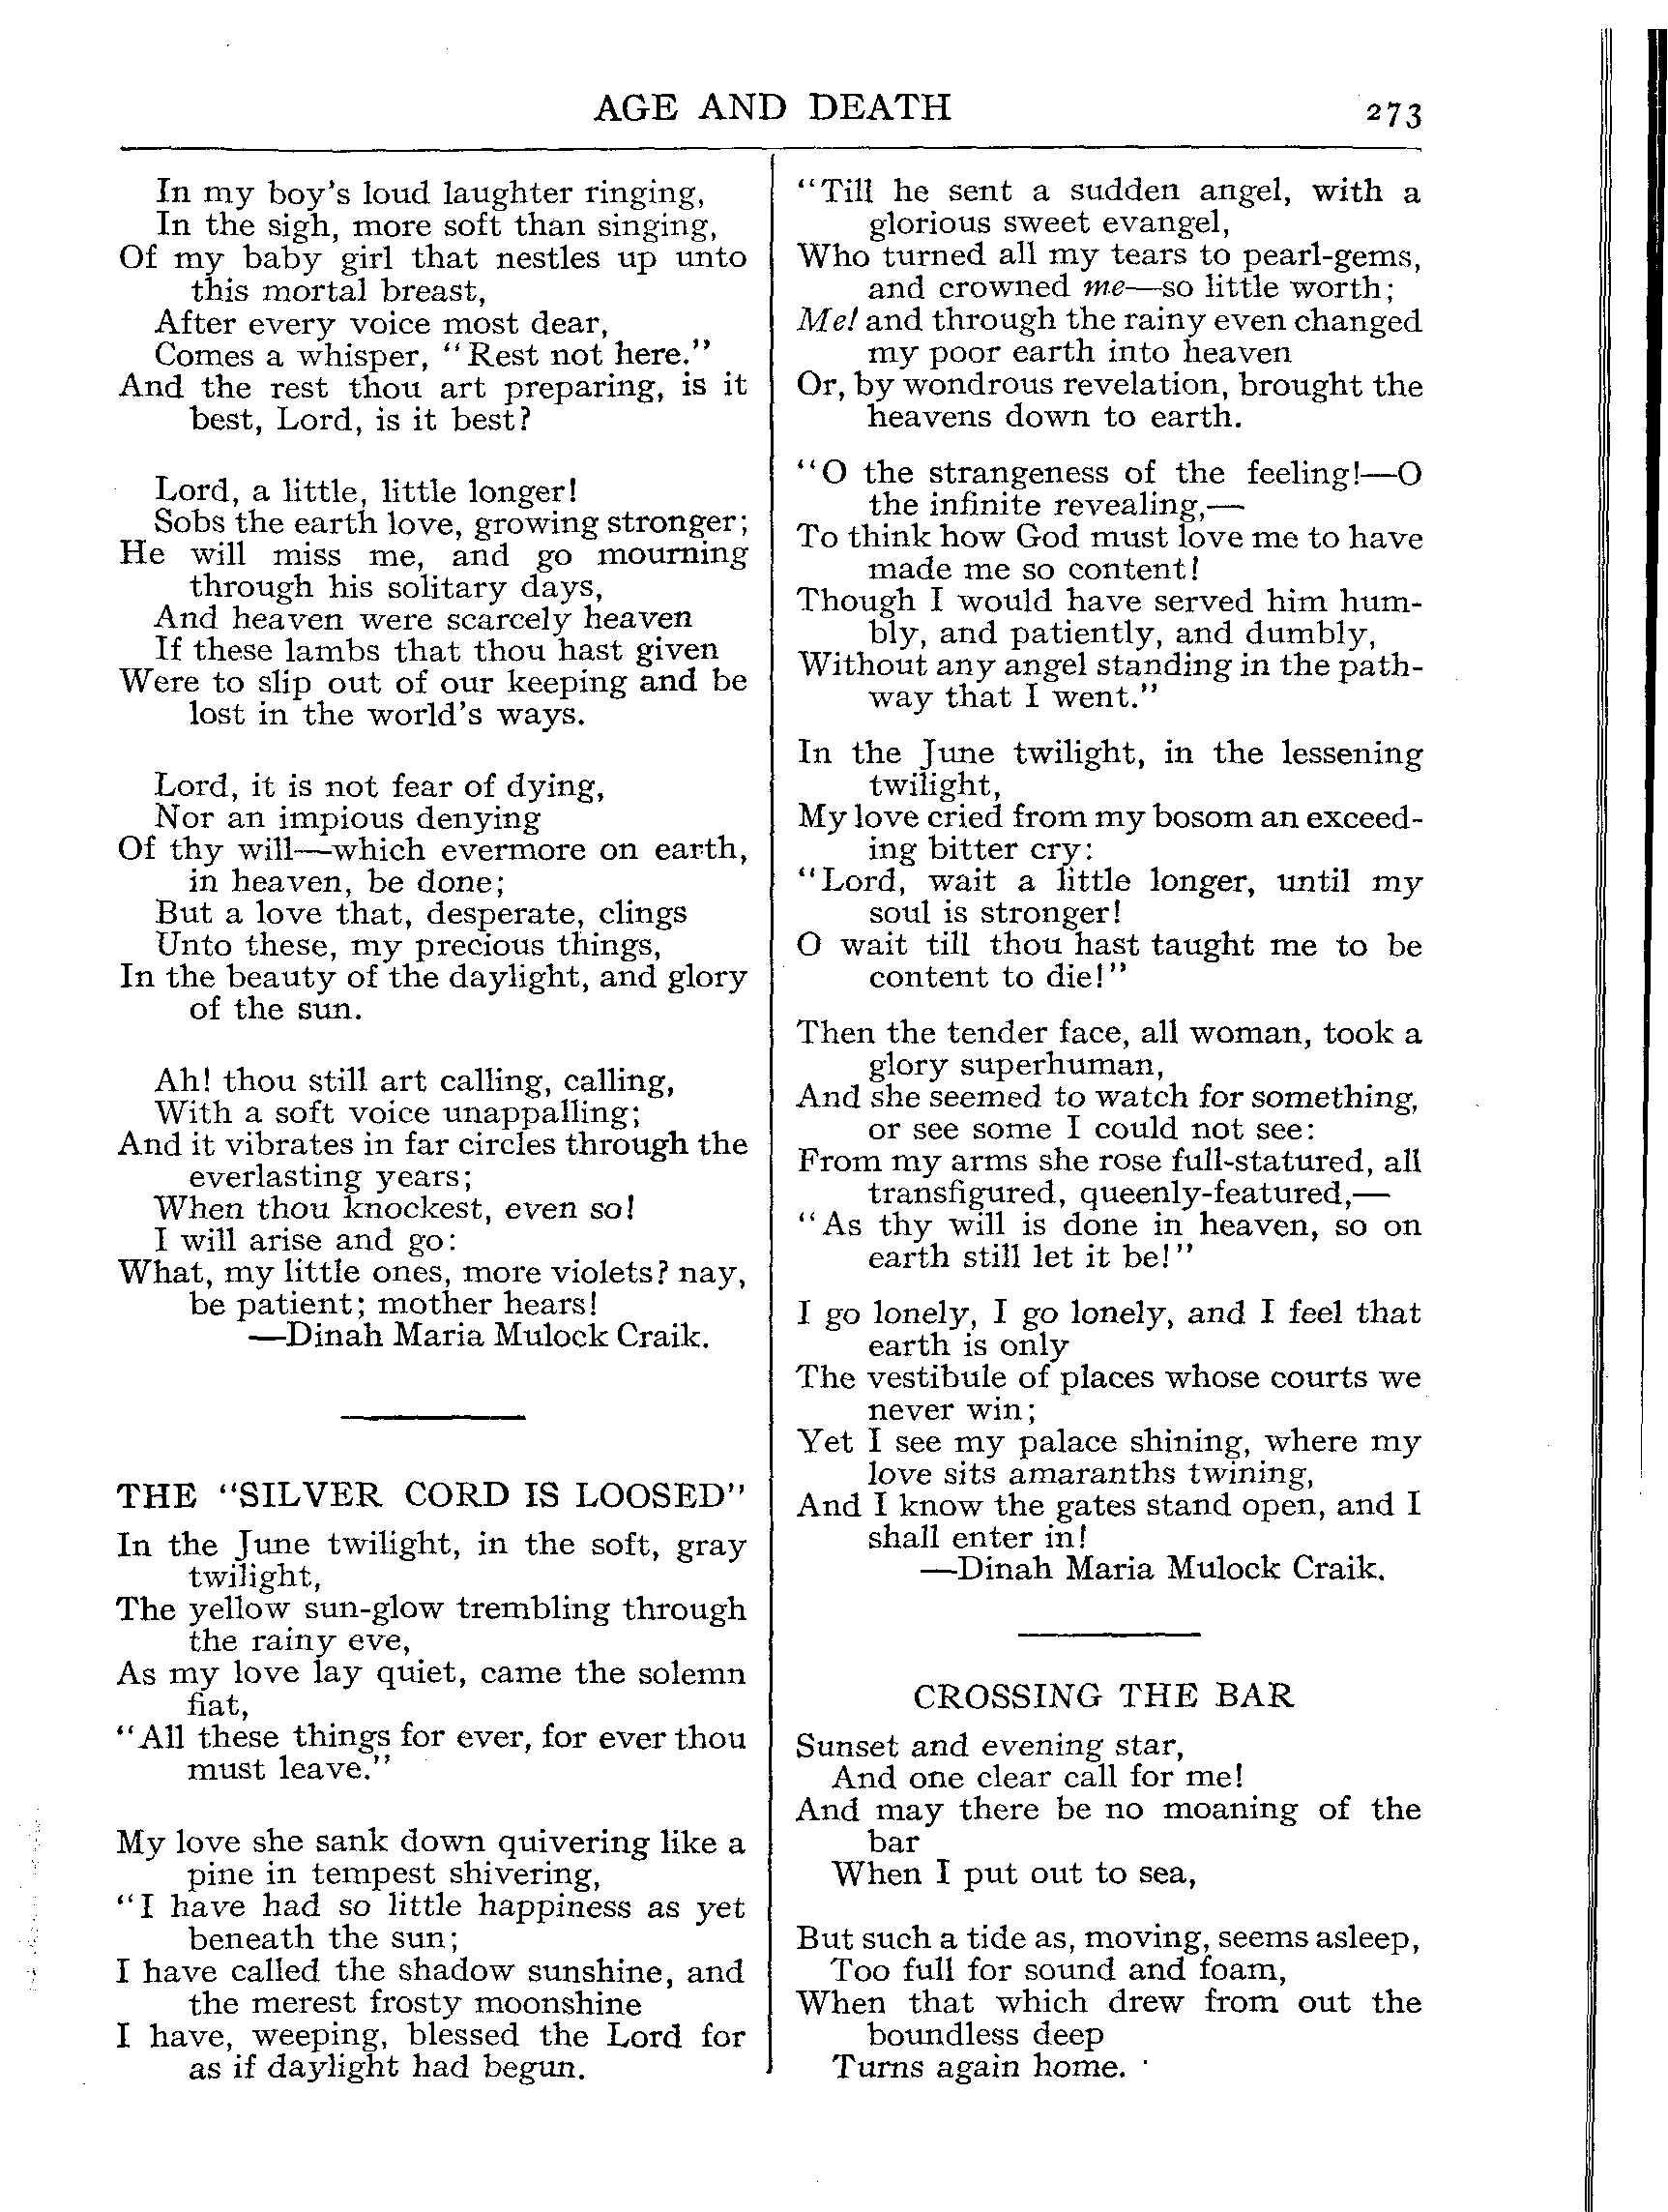 AGE AND DEATH 273
In my boy's loud laughter ringing,
In the sigh, more soft than singing,
Of my baby girl that nestles up unto
this mortal breast,
After every voice most dear,
Comes a whisper, "Rest not here."
And the rest thou art preparing, is it
best, Lord, is it best?
Lord, a little, little longer!
Sobs the earth love, growing stronger;
He will miss me, and go mourning
through his solitary days,
And heaven were scarcely heaven
If these lambs that thou hast given
Were to slip out of our keeping and be
lost in the world's ways.
Lord, it is not fear of dying,
Nor an impious denying
Of thy will—which evermore on earth,
in heaven, be done;
But a love that, desperate, clings
Unto these, my precious things,
In the beauty of the daylight, and glory
of the sun.
Ah! thou still art calling, calling,
With a soft voice unappalling;
And it vibrates in far circles through the
everlasting years;
When thou knockest, even so!
I will arise and go:
What, my little ones, more violets? nay,
be patient; mother hears!
—Dinah Maria Mulock Craik.
THE "SILVER CORD IS LOOSED"
In the June twilight, in the soft, gray
twilight,
The yellow sun-glow trembling through
the rainy eve,
As my love lay quiet, came the solemn
fiat,
"All these things for ever, for ever thou
must leave."
My love she sank down quivering like a
pine in tempest shivering,
"I have had so little happiness as yet
beneath the sun;
I have called the shadow sunshine, and
the merest frosty moonshine
I have, weeping, blessed the Lord for
as if daylight had begun.
"Till he sent a sudden angel, with a
glorious sweet evangel,
Who turned all my tears to pearl-gems,
and crowned me—so little worth;
Me! and through the rainy even changed
my poor earth into heaven
Or, by wondrous revelation, brought the
heavens down to earth.
"O the strangeness of the feeling!—O
the infinite revealing,—
To think how God must love me to have
made me so content!
Though I would have served him hum-
bly, and patiently, and dumbly,
Without any angel standing in the path-
way that I went."
In the June twilight, in the lessening
twilight,
My love cried from my bosom an exceed-
ing bitter cry:
"Lord, wait a little longer, until my
soul is stronger!
O wait till thou hast taught me to be
content to die!"
Then the tender face, all woman, took a
glory superhuman,
And she seemed to watch for something,
or see some I could not see:
From my arms she rose full-statured, all
transfigured, queenly-featured,—
"As thy will is done in heaven, so on
earth still let it be!"
I go lonely, I go lonely, and I feel that
earth is only
The vestibule of places whose courts we
never win;
Yet I see my palace shining, where my
love sits amaranths twining,
And I know the gates stand open, and I
shall enter in!
—Dinah Maria Mulock Craik.
CROSSING THE BAR
Sunset and evening star,
And one clear call for me!
And may there be no moaning of the
bar
When I put out to sea,
But such a tide as, moving, seems asleep,
Too full for sound and foam,
When that which drew from out the
boundless deep
Turns again home.